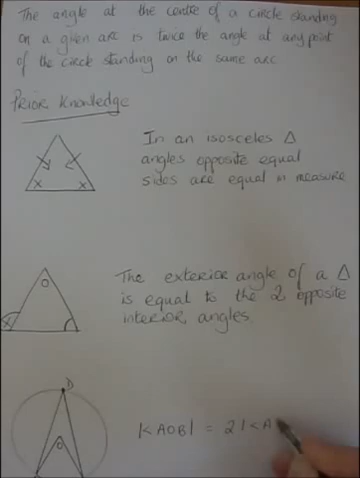 The angle at the centre of a circle standing
on a given arc is twice the angle at any point
of the circle standing on the same arc
Prior Knowledge
In an isosceles Δ
angles opposite equal
sides are equal in measure
x x
The exterior angle of a Δ
is equal to the 2 opposite
interior angles
O
x
D
O
|<AOB| = 2|<A